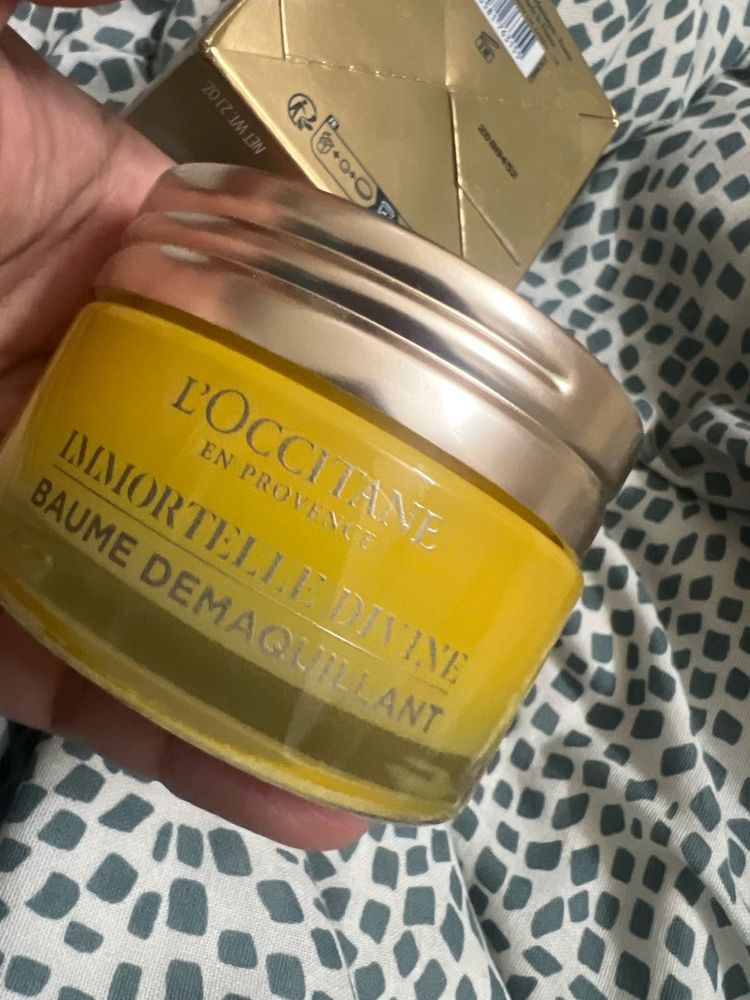 NET WT. 2.1 OZ.
L'OCCITANE
EN PROVENCE
IMMORTELLE DIVINE
BAUME DEMAQUILLANT